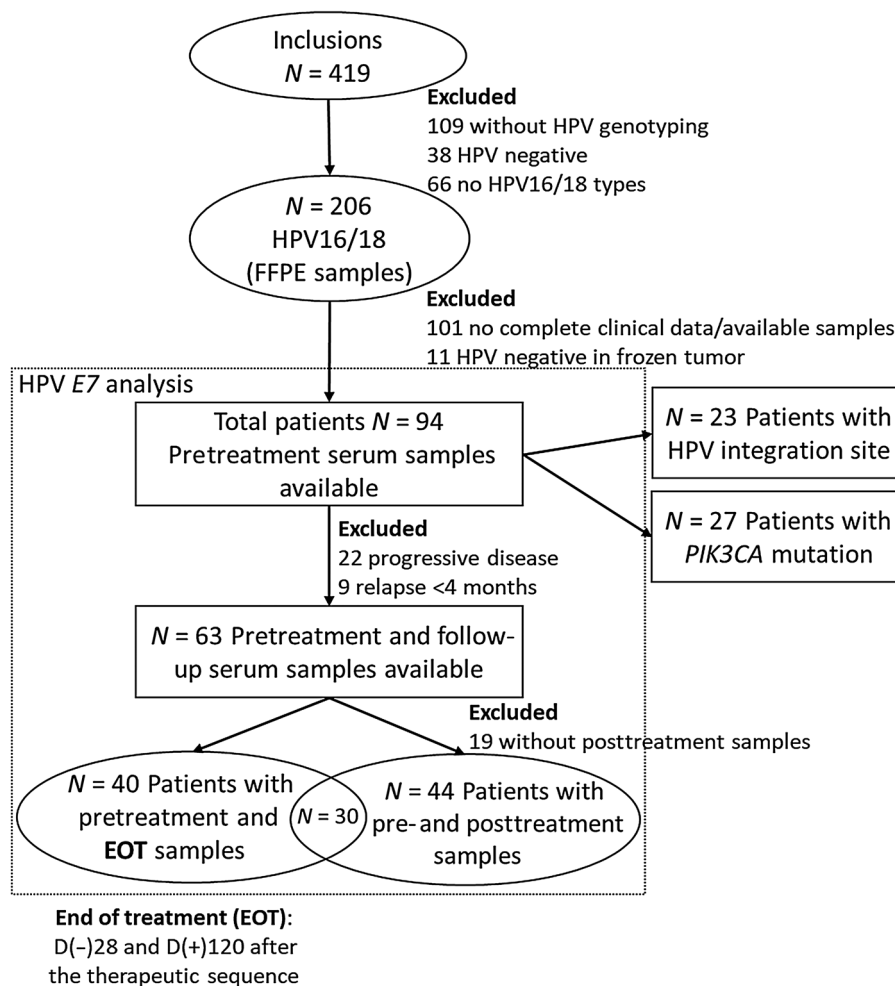 Inclusions
N = 419
Excluded
109 without HPV genotyping
38 HPV negative
66 no HPV16/18 types
N = 206
HPV16/18
(FFPE samples)
Excluded
101 no complete clinical data/available samples
11 HPV negative in frozen tumor
HPV E7 analysis
Total patients N = 94
Pretreatment serum samples
available
N = 23 Patients with
HPV integration site
N = 27 Patients with
PIK3CA mutation
Excluded
22 progressive disease
9 relapse <4 months
N = 63 Pretreatment and follow-
up serum samples available
Excluded
19 without posttreatment samples
N = 40 Patients with
pretreatment and
EOT samples
N = 30
N = 44 Patients with
pre-and posttreatment
samples
End of treatment (EOT):
D(−)28 and D(+)120 after
the therapeutic sequence